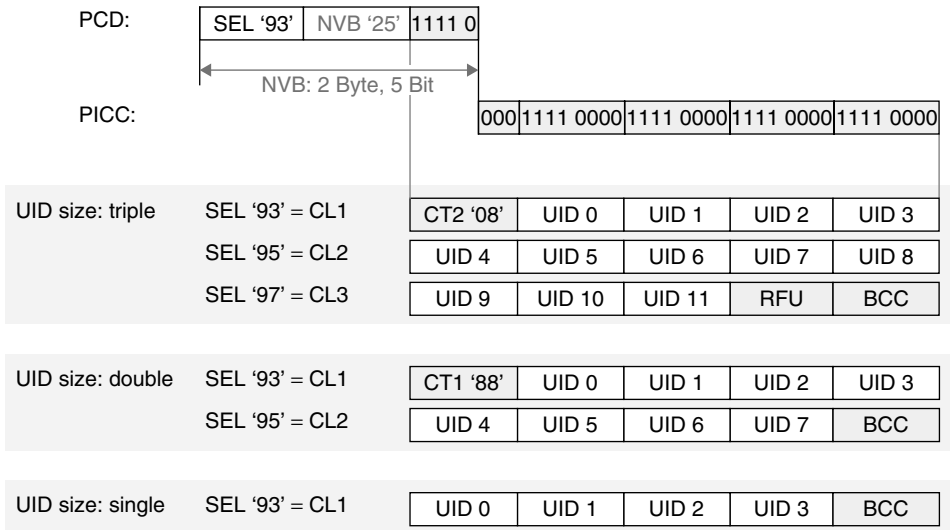 PCD: SEL ‘93’ NVB ‘25’ 1111 0
NVB: 2 Byte, 5 Bit
PICC: 000 1111 0000 1111 0000 1111 0000 1111 0000
UID size: triple SEL ‘93’ = CL1 CT2 ‘08’ UID 0 UID 1 UID 2 UID 3
SEL ‘95’ = CL2 UID 4 UID 5 UID 6 UID 7 UID 8
SEL ‘97’ = CL3 UID 9 UID 10 UID 11 RFU BCC
UID size: double SEL ‘93’ = CL1 CT1 ‘88’ UID 0 UID 1 UID 2 UID 3
SEL ‘95’ = CL2 UID 4 UID 5 UID 6 UID 7 BCC
UID size: single SEL ‘93’ = CL1 UID 0 UID 1 UID 2 UID 3 BCC